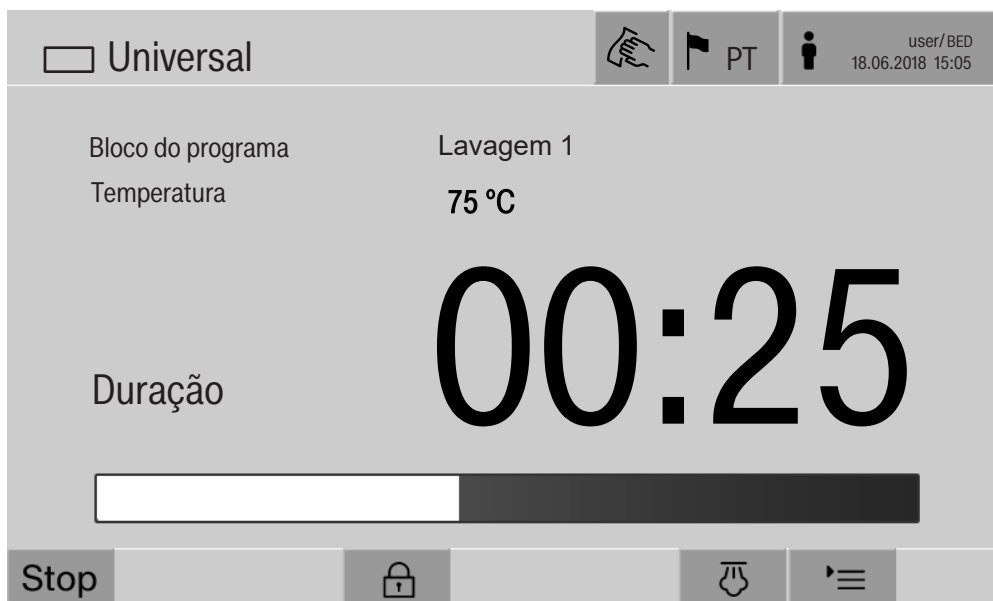 Universal
PT
user/BED
18.06.2018 15:05
Bloco do programa
Lavagem 1
Temperatura
75 °C
Duração
00:25
Stop